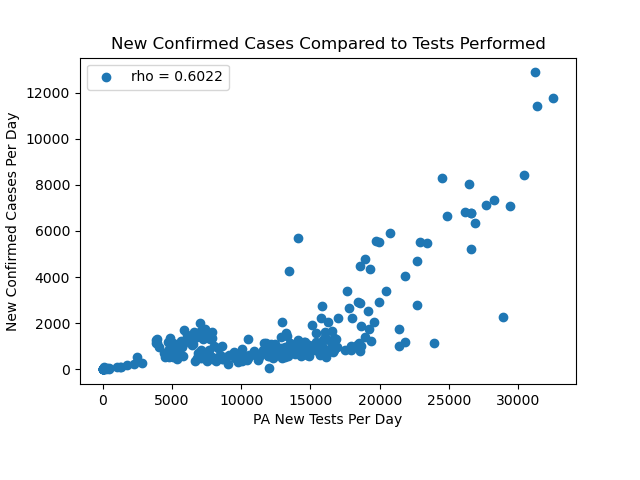 New Confirmed Cases Compared to Tests Performed
rho = 0.6022
New Confirmed Caeses Per Day
12000
10000
8000
6000
4000
2000
0
0 5000 10000 15000 20000 25000 30000
PA New Tests Per Day